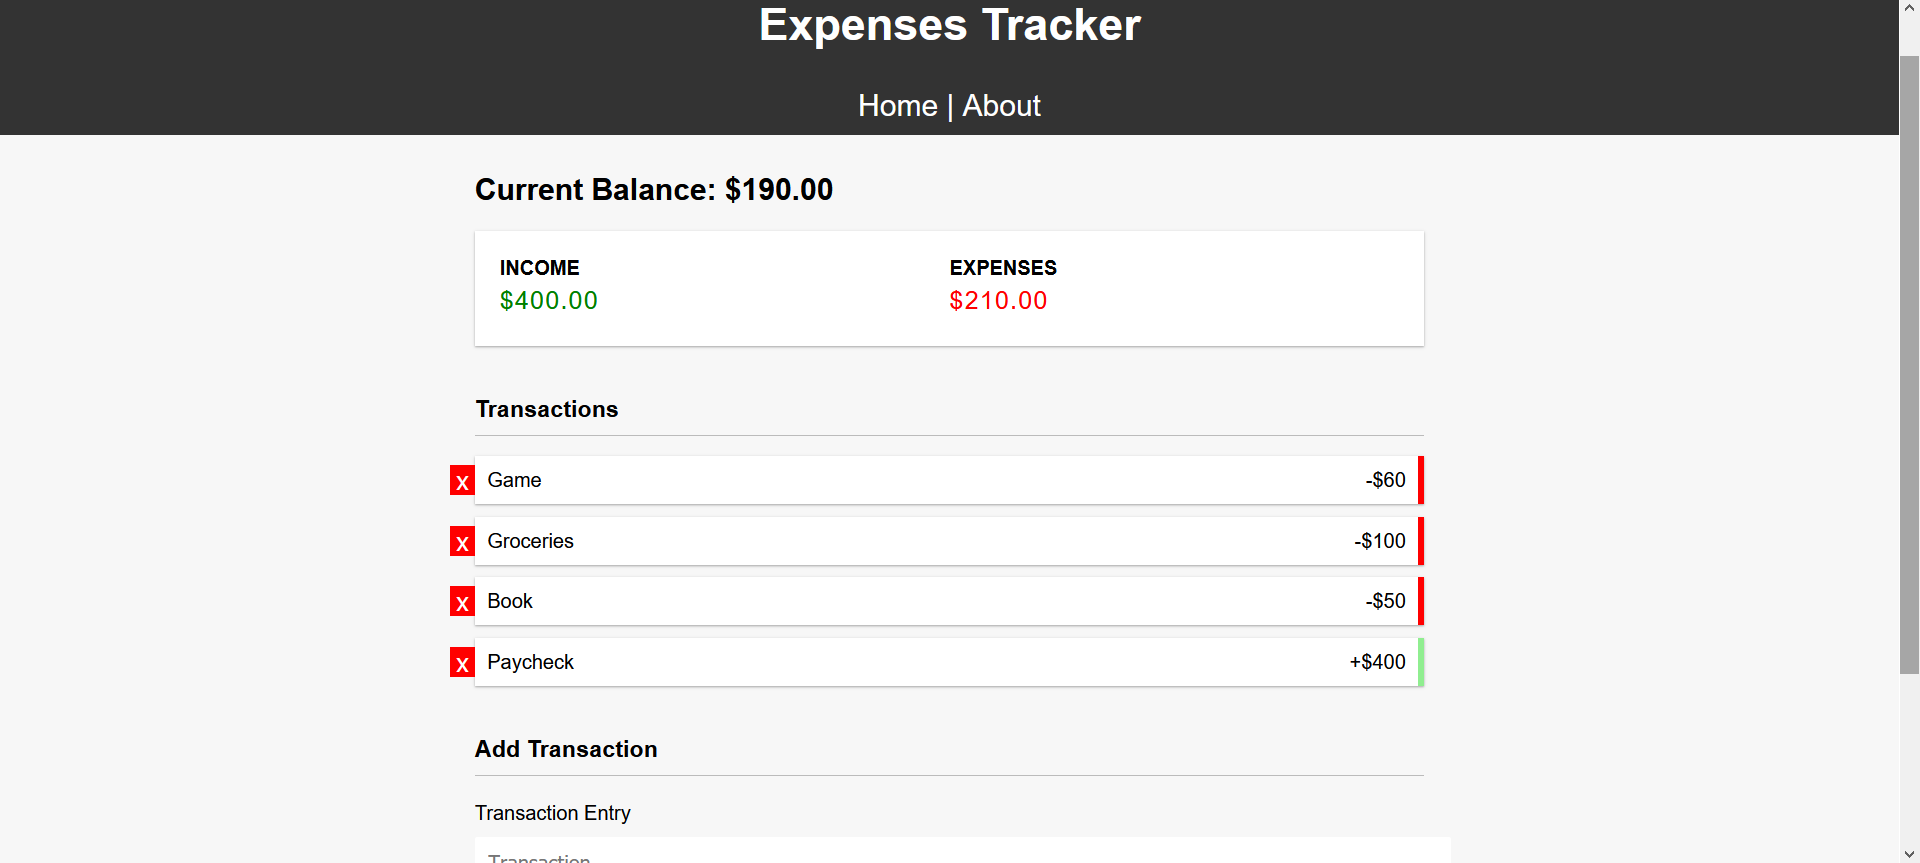 Expenses Tracker
Home | About
Current Balance: $190.00
INCOME EXPENSES
$400.00 $210.00
Transactions
x Game -$60
x Groceries -$100
x Book -$50
x Paycheck +$400
Add Transaction
Transaction Entry
Transaction